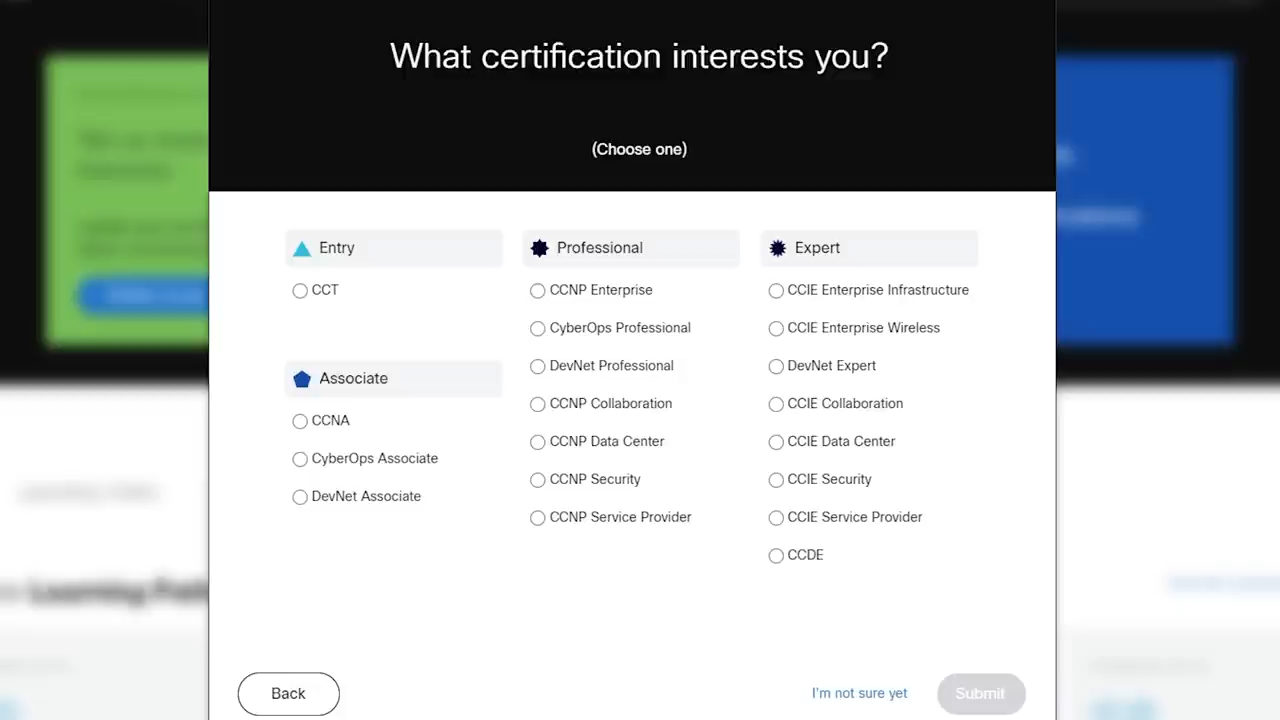 What certification interests you?
(Choose one)
Entry
CCT
Associate
CCNA
CyberOps Associate
DevNet Associate
Professional
CCNP Enterprise
CyberOps Professional
DevNet Professional
CCNP Collaboration
CCNP Data Center
CCNP Security
CCNP Service Provider
Expert
CCIE Enterprise Infrastructure
CCIE Enterprise Wireless
DevNet Expert
CCIE Collaboration
CCIE Data Center
CCIE Security
CCIE Service Provider
CCDE
Back
I'm not sure yet
Submit